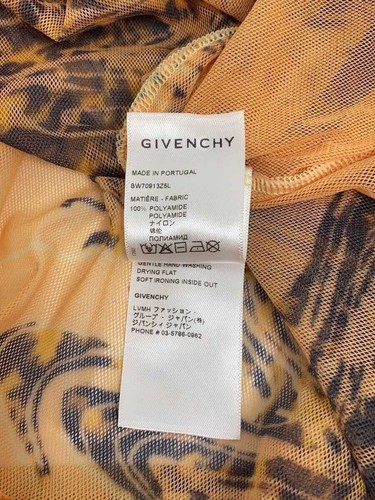 GIVENCHY
MADE IN PORTUGAL
BW70913Z5L
MATIÈRE - FABRIC
100% POLYAMIDE
POLYAMIDE
ナイロン
锦纶
ПОЛИАМИД
GENTLE HAND WASHING
DRYING FLAT
SOFT IRONING INSIDE OUT
GIVENCHY
LVMH ファッション・
グループ・ジャパン(株)
ジバンシィ ジャパン
PHONE # 03-5786-0962